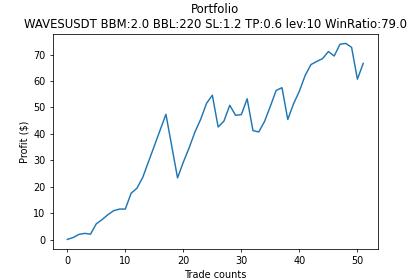 Portfolio
WAVESUSDT BBM:2.0 BBL:220 SL:1.2 TP:0.6 lev:10 WinRatio:79.0
70
60
50
40
30
20
10
0
Profit ($)
0 10 20 30 40 50
Trade counts